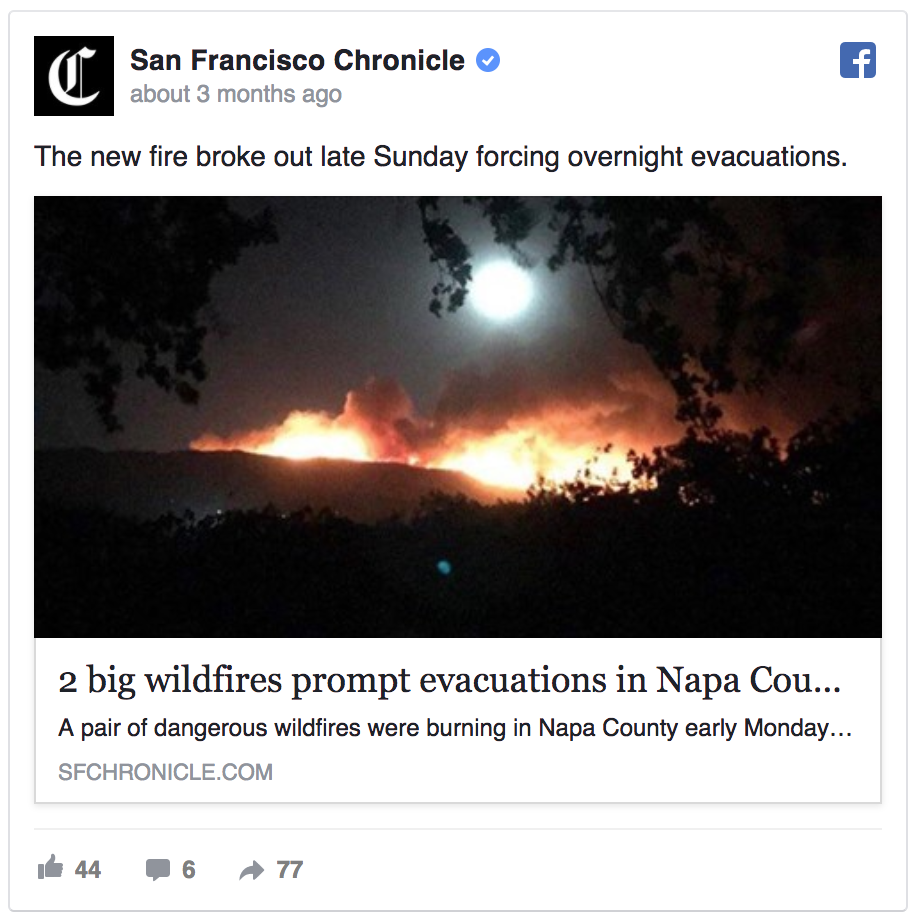 C
San Francisco Chronicle
f
about 3 months ago
The new fire broke out late Sunday forcing overnight evacuations.
2 big wildfires prompt evacuations in Napa Cou...
A pair of dangerous wildfires were burning in Napa County early Monday...
SFCHRONICLE.COM
44 6 77